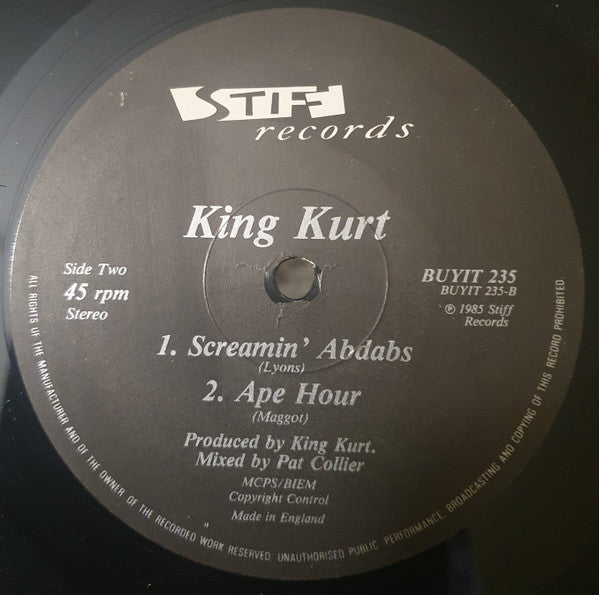 STIFF
records
King Kurt
Side Two
45 rpm
Stereo
BUYIT 235
BUYIT 235-B
℗ 1985 Stiff
Records
1. Screamin' Abdabs
(Lyons)
2. Ape Hour
(Maggot)
Produced by King Kurt.
Mixed by Pat Collier
MCPS/BIEM
Copyright Control
Made in England
ALL RIGHTS OF THE MANUFACTURER AND OF THE OWNER OF THE RECORDED WORK RESERVED. UNAUTHORISED PUBLIC PERFORMANCE, BROADCASTING AND COPYING OF THIS RECORD PROHIBITED.